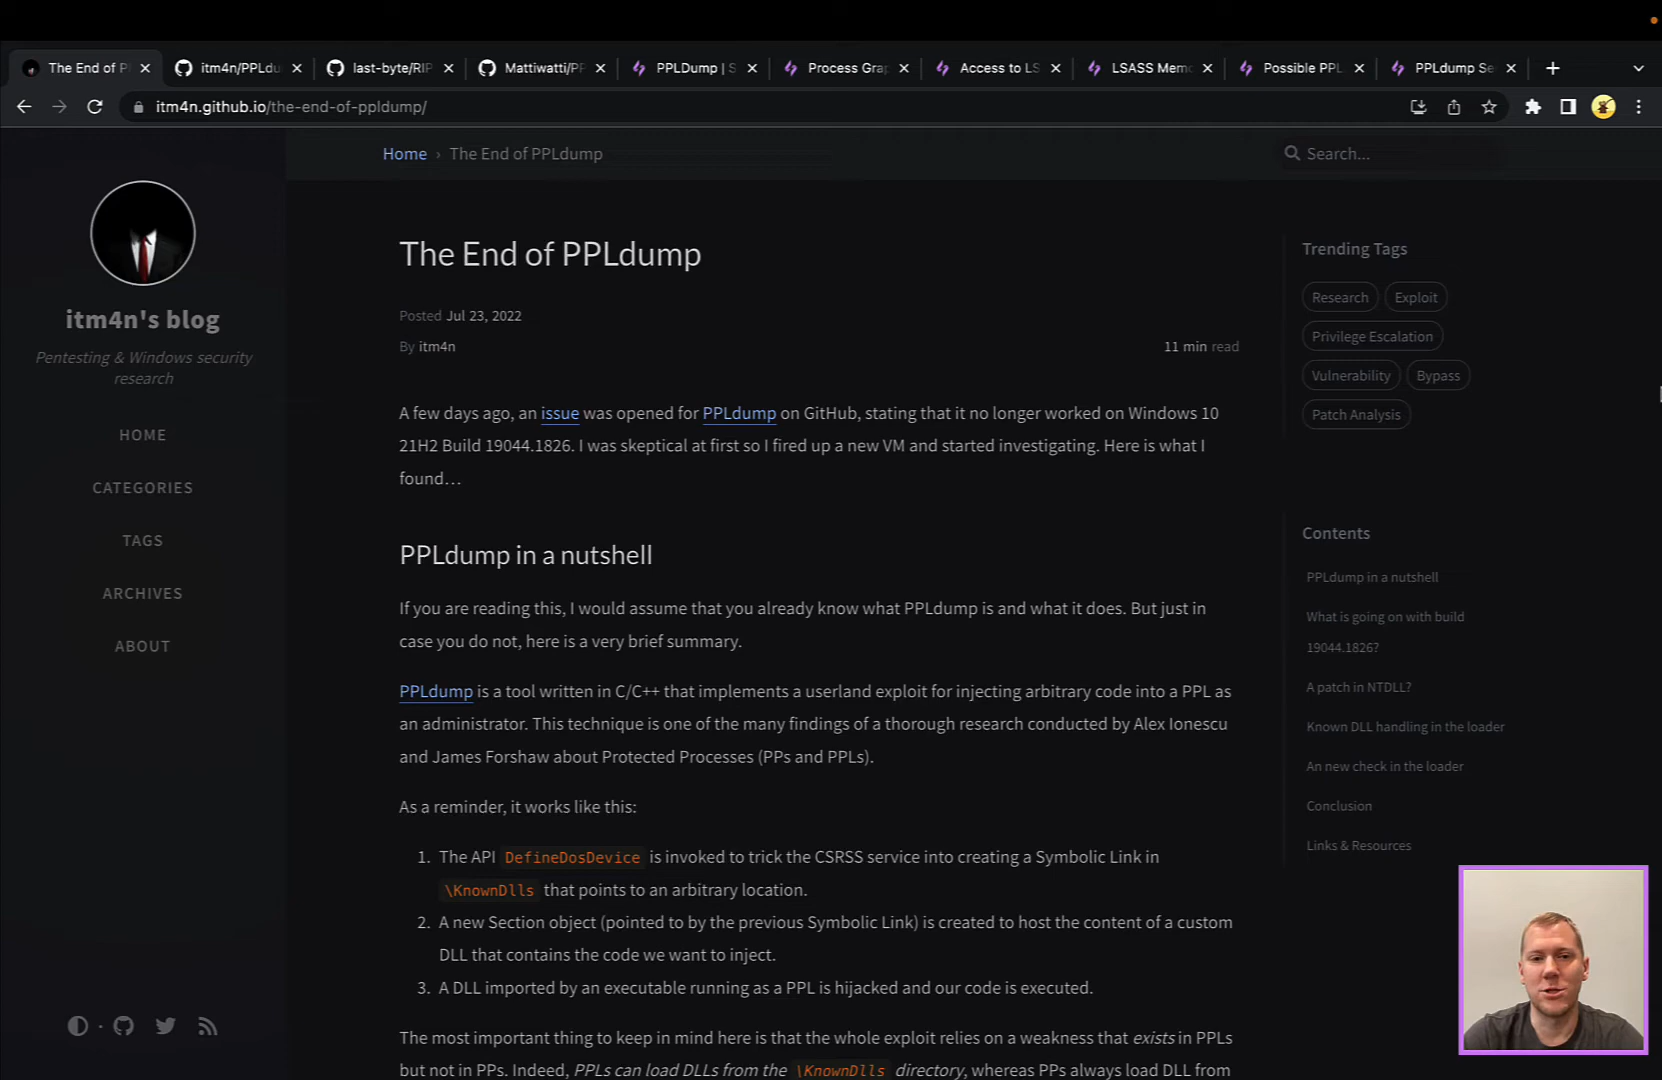 The End of P
itm4n/PPLdu
last-byte/RIP
Mattiwatti/PP
PPLDump | S
Process Gra
Access to LS
LSASS Mem
Possible PPL
PPLdump Se
itm4n.github.io/the-end-of-ppldump/
Home › The End of PPLdump
Search...
itm4n's blog
Pentesting & Windows security
research
HOME
CATEGORIES
TAGS
ARCHIVES
ABOUT
The End of PPLdump
Posted Jul 23, 2022
By itm4n
11 min read
A few days ago, an issue was opened for PPLdump on GitHub, stating that it no longer worked on Windows 10
21H2 Build 19044.1826. I was skeptical at first so I fired up a new VM and started investigating. Here is what I
found…
PPLdump in a nutshell
If you are reading this, I would assume that you already know what PPLdump is and what it does. But just in
case you do not, here is a very brief summary.
PPLdump is a tool written in C/C++ that implements a userland exploit for injecting arbitrary code into a PPL as
an administrator. This technique is one of the many findings of a thorough research conducted by Alex Ionescu
and James Forshaw about Protected Processes (PPs and PPLs).
As a reminder, it works like this:
1. The API DefineDosDevice is invoked to trick the CSRSS service into creating a Symbolic Link in
\KnownDlls that points to an arbitrary location.
2. A new Section object (pointed to by the previous Symbolic Link) is created to host the content of a custom
DLL that contains the code we want to inject.
3. A DLL imported by an executable running as a PPL is hijacked and our code is executed.
The most important thing to keep in mind here is that the whole exploit relies on a weakness that exists in PPLs
but not in PPs. Indeed, PPLs can load DLLs from the \KnownDlls directory, whereas PPs always load DLL from
Trending Tags
Research
Exploit
Privilege Escalation
Vulnerability
Bypass
Patch Analysis
Contents
PPLdump in a nutshell
What is going on with build
19044.1826?
A patch in NTDLL?
Known DLL handling in the loader
An new check in the loader
Conclusion
Links & Resources